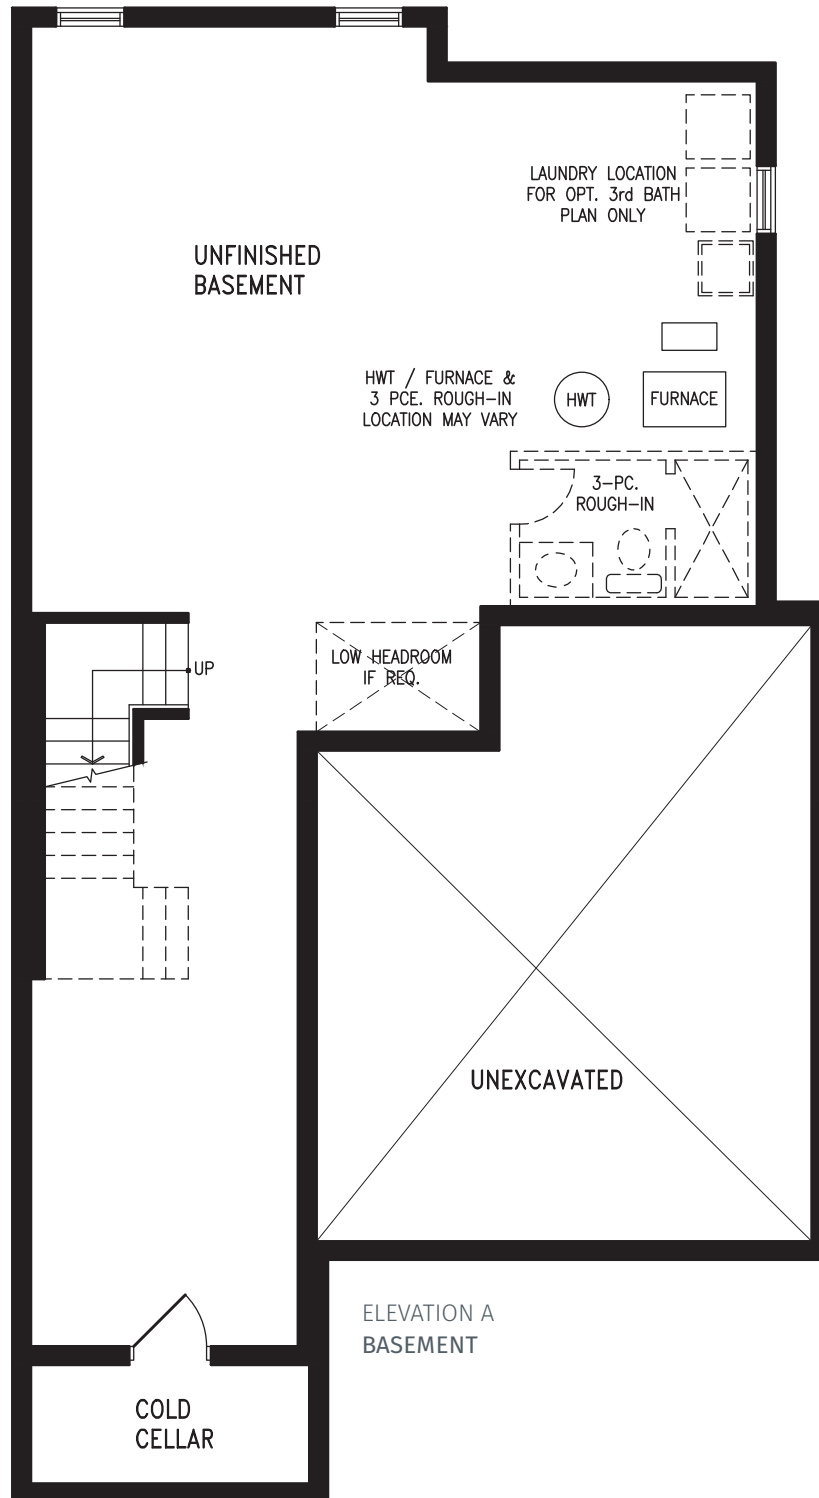 LAUNDRY LOCATION
FOR OPT. 3rd BATH
PLAN ONLY
UNFINISHED
BASEMENT
HWT / FURNACE &
3 PCE. ROUGH-IN
LOCATION MAY VARY
HWT
FURNACE
3-PC.
ROUGH-IN
LOW HEADROOM
IF REQ.
UP
UNEXCAVATED
ELEVATION A
BASEMENT
COLD
CELLAR